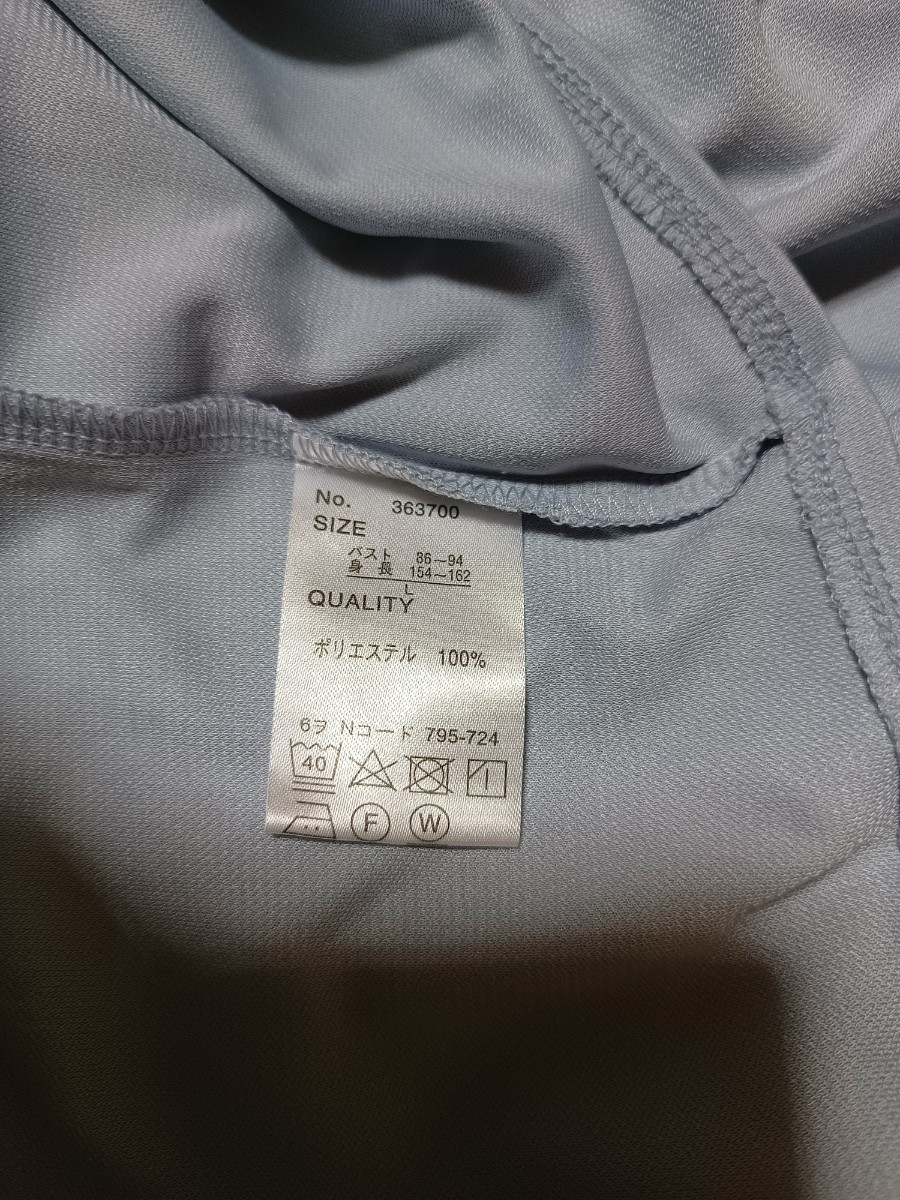 No. 363700
SIZE
バスト 86〜94
身長 154〜162
L
QUALITY
ポリエステル 100%
6ヲ Nコード 795-724
40
F W